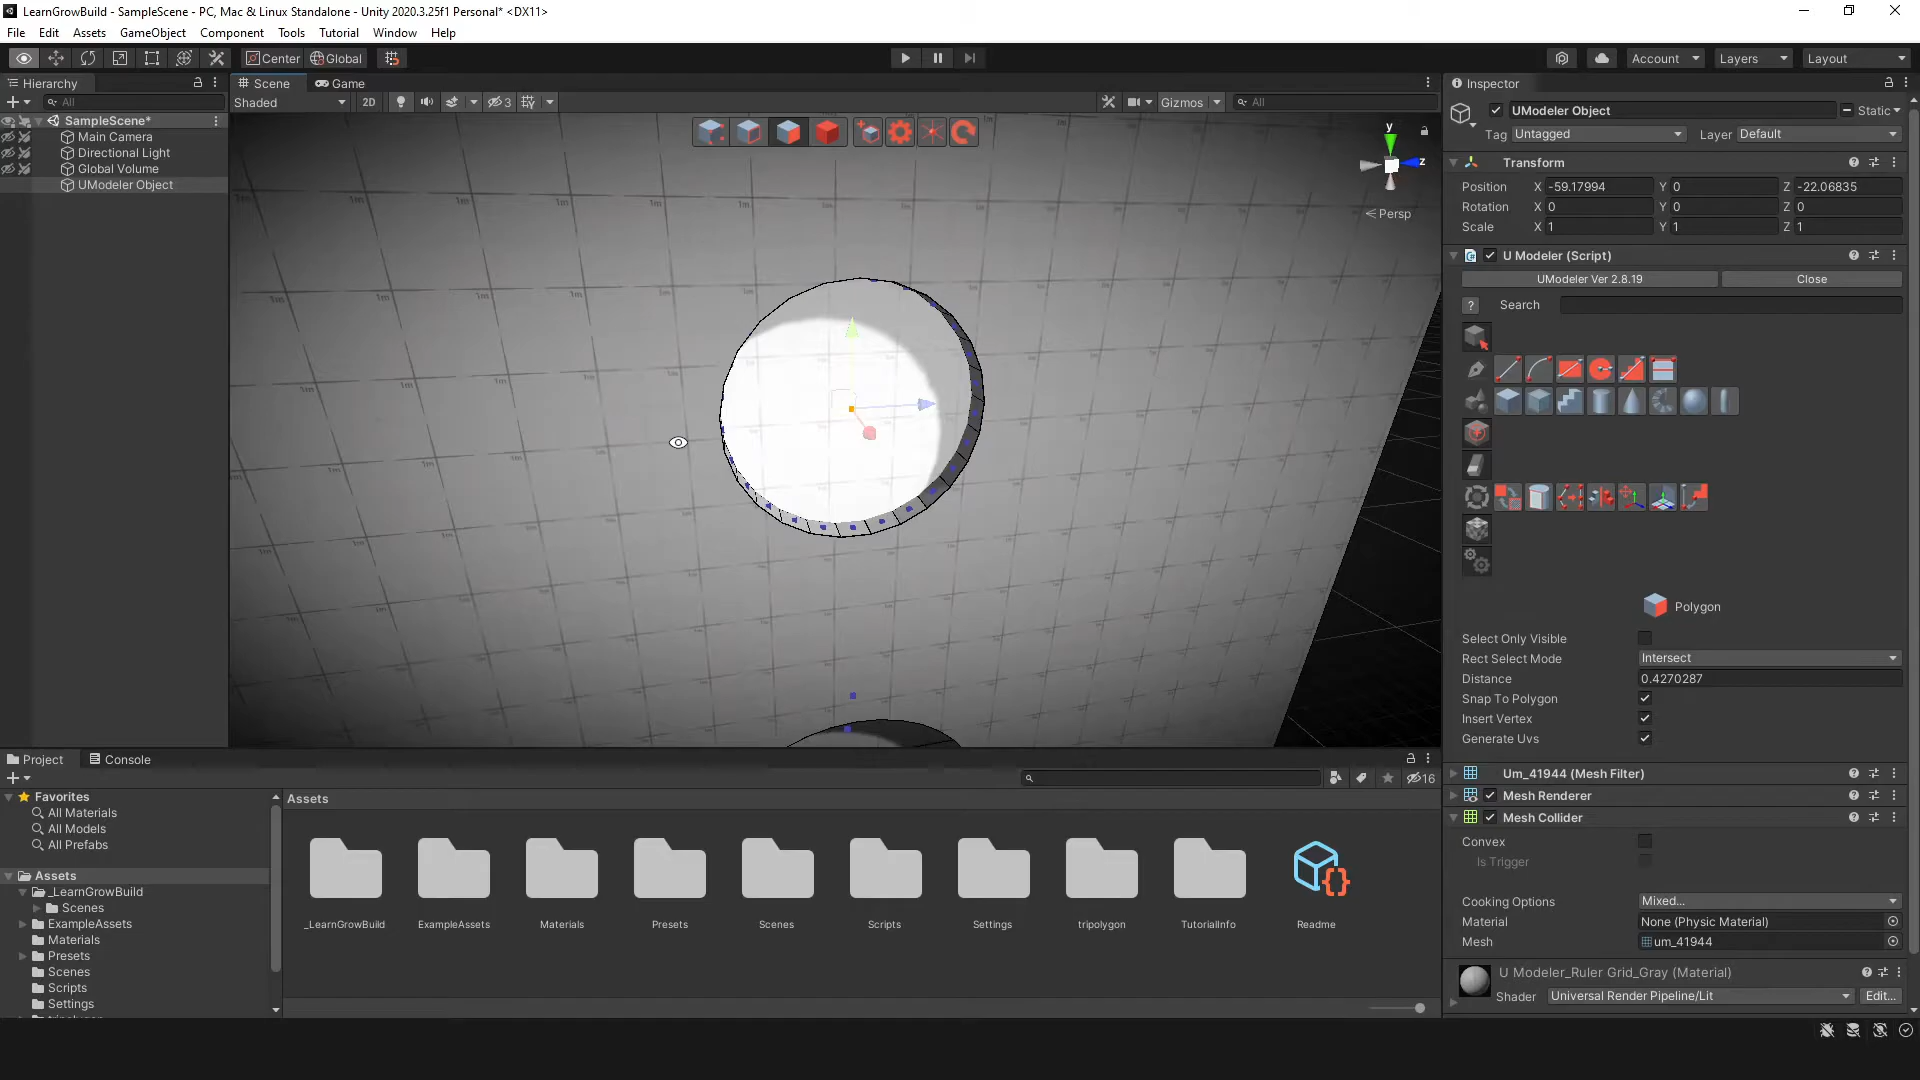 LearnGrowBuild - SampleScene - PC, Mac & Linux Standalone - Unity 2020.3.25f1 Personal* <DX11>
File Edit Assets GameObject Component Tools Tutorial Window Help
Center Global Account Layers Layout
Hierarchy
All
SampleScene*
Main Camera
Directional Light
Global Volume
UModeler Object
Scene Game
Shaded 2D 3 Gizmos All
y
z
Persp
Inspector
UModeler Object Static
Tag Untagged Layer Default
Transform
Position X -59.17994 Y 0 Z -22.06835
Rotation X 0 Y 0 Z 0
Scale X 1 Y 1 Z 1
U Modeler (Script)
UModeler Ver 2.8.19 Close
? Search
Polygon
Select Only Visible
Rect Select Mode Intersect
Distance 0.4270287
Snap To Polygon
Insert Vertex
Generate Uvs
Um_41944 (Mesh Filter)
Mesh Renderer
Mesh Collider
Convex
Is Trigger
Cooking Options Mixed...
Material None (Physic Material)
Mesh um_41944
U Modeler_Ruler Grid_Gray (Material)
Shader Universal Render Pipeline/Lit Edit...
Project Console
16
Favorites
All Materials
All Models
All Prefabs
Assets
_LearnGrowBuild
Scenes
ExampleAssets
Materials
Presets
Scenes
Scripts
Settings
Assets
_LearnGrowBuild ExampleAssets Materials Presets Scenes Scripts Settings tripolygon TutorialInfo Readme